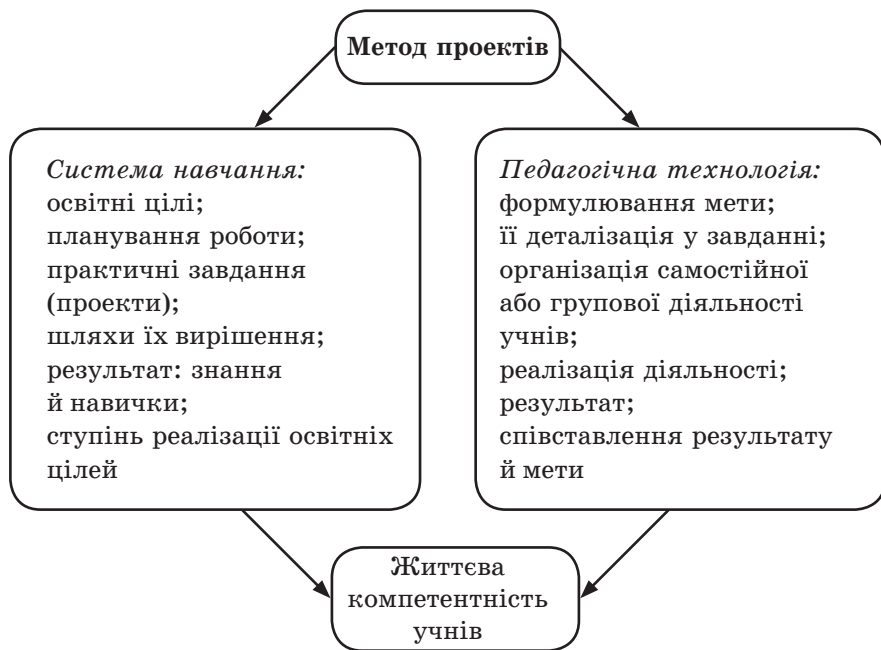 Метод проектів
Система навчання:
освітні цілі;
планування роботи;
практичні завдання
(проекти);
шляхи їх вирішення;
результат: знання
й навички;
ступінь реалізації освітніх
цілей
Педагогічна технологія:
формулювання мети;
її деталізація у завданні;
організація самостійної
або групової діяльності
учнів;
реалізація діяльності;
результат;
співставлення результату
й мети
Життєва
компетентність
учнів